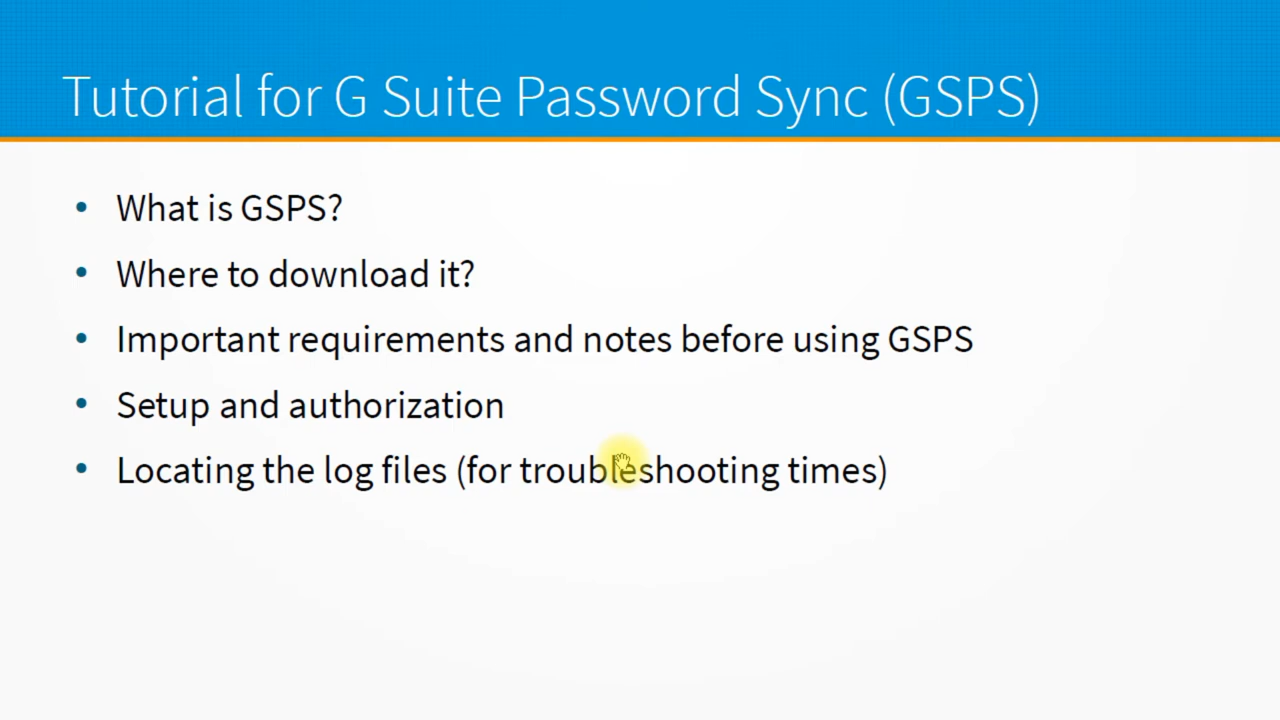 Tutorial for G Suite Password Sync (GSPS)
• What is GSPS?
• Where to download it?
• Important requirements and notes before using GSPS
• Setup and authorization
• Locating the log files (for troubleshooting times)